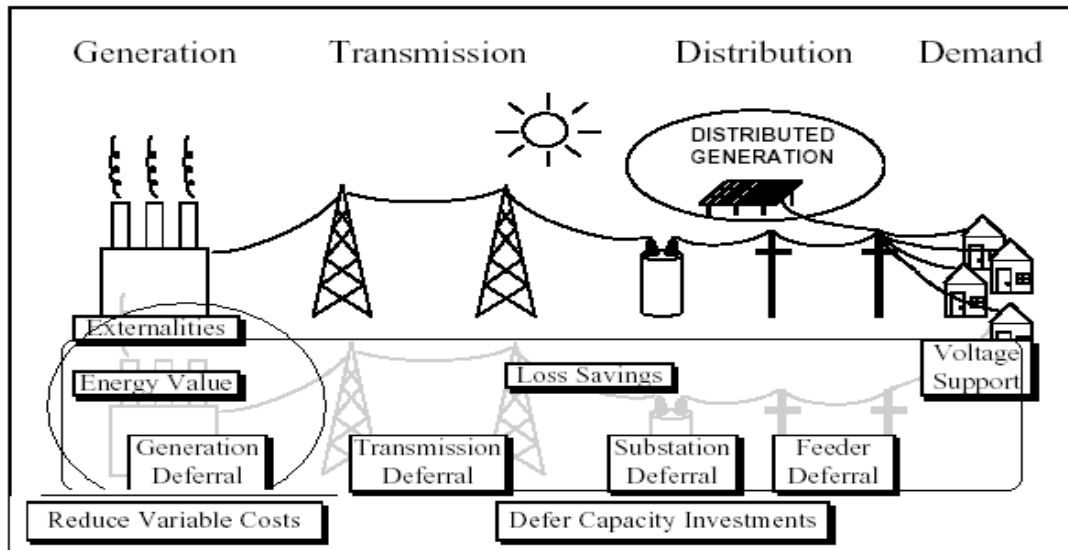 Generation Transmission Distribution Demand
DISTRIBUTED
GENERATION
Externalities
Energy Value
Loss Savings
Voltage
Support
Generation
Deferral
Transmission
Deferral
Substation
Deferral
Feeder
Deferral
Reduce Variable Costs
Defer Capacity Investments